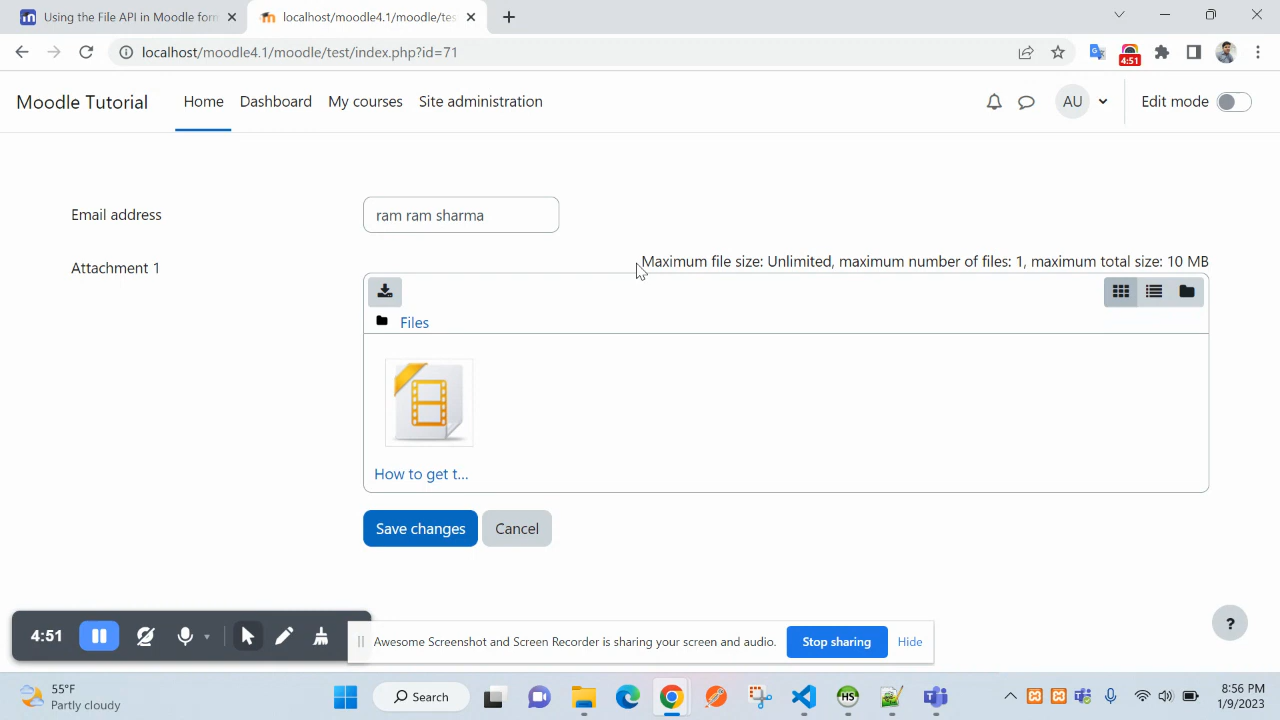 Using the File API in Moodle form
localhost/moodle4.1/moodle/tes
localhost/moodle4.1/moodle/test/index.php?id=71
4:51
Moodle Tutorial
Home
Dashboard
My courses
Site administration
AU
Edit mode
Email address
ram ram sharma
Attachment 1
Maximum file size: Unlimited, maximum number of files: 1, maximum total size: 10 MB
Files
How to get t...
Save changes
Cancel
?
4:51
Awesome Screenshot and Screen Recorder is sharing your screen and audio.
Stop sharing
Hide
55°F
Partly cloudy
Search
HS
8:56 PM
1/9/2023